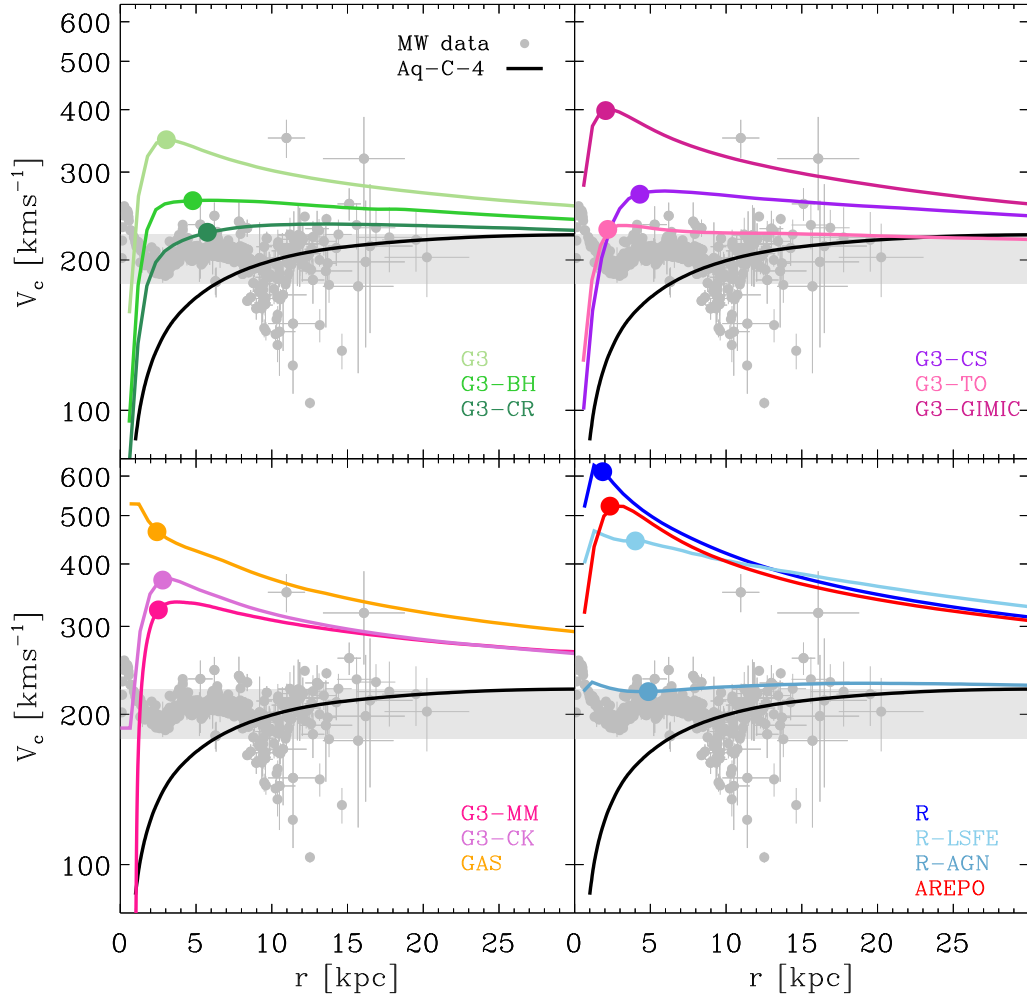 600
500
400
300
200
100
V_c [kms^{-1}]
MW data
Aq-C-4
G3
G3-BH
G3-CR
G3-CS
G3-TO
G3-GIMIC
600
500
400
300
200
100
V_c [kms^{-1}]
G3-MM
G3-CK
GAS
R
R-LSFE
R-AGN
AREPO
0 5 10 15 20 25 0 5 10 15 20 25
r [kpc] r [kpc]